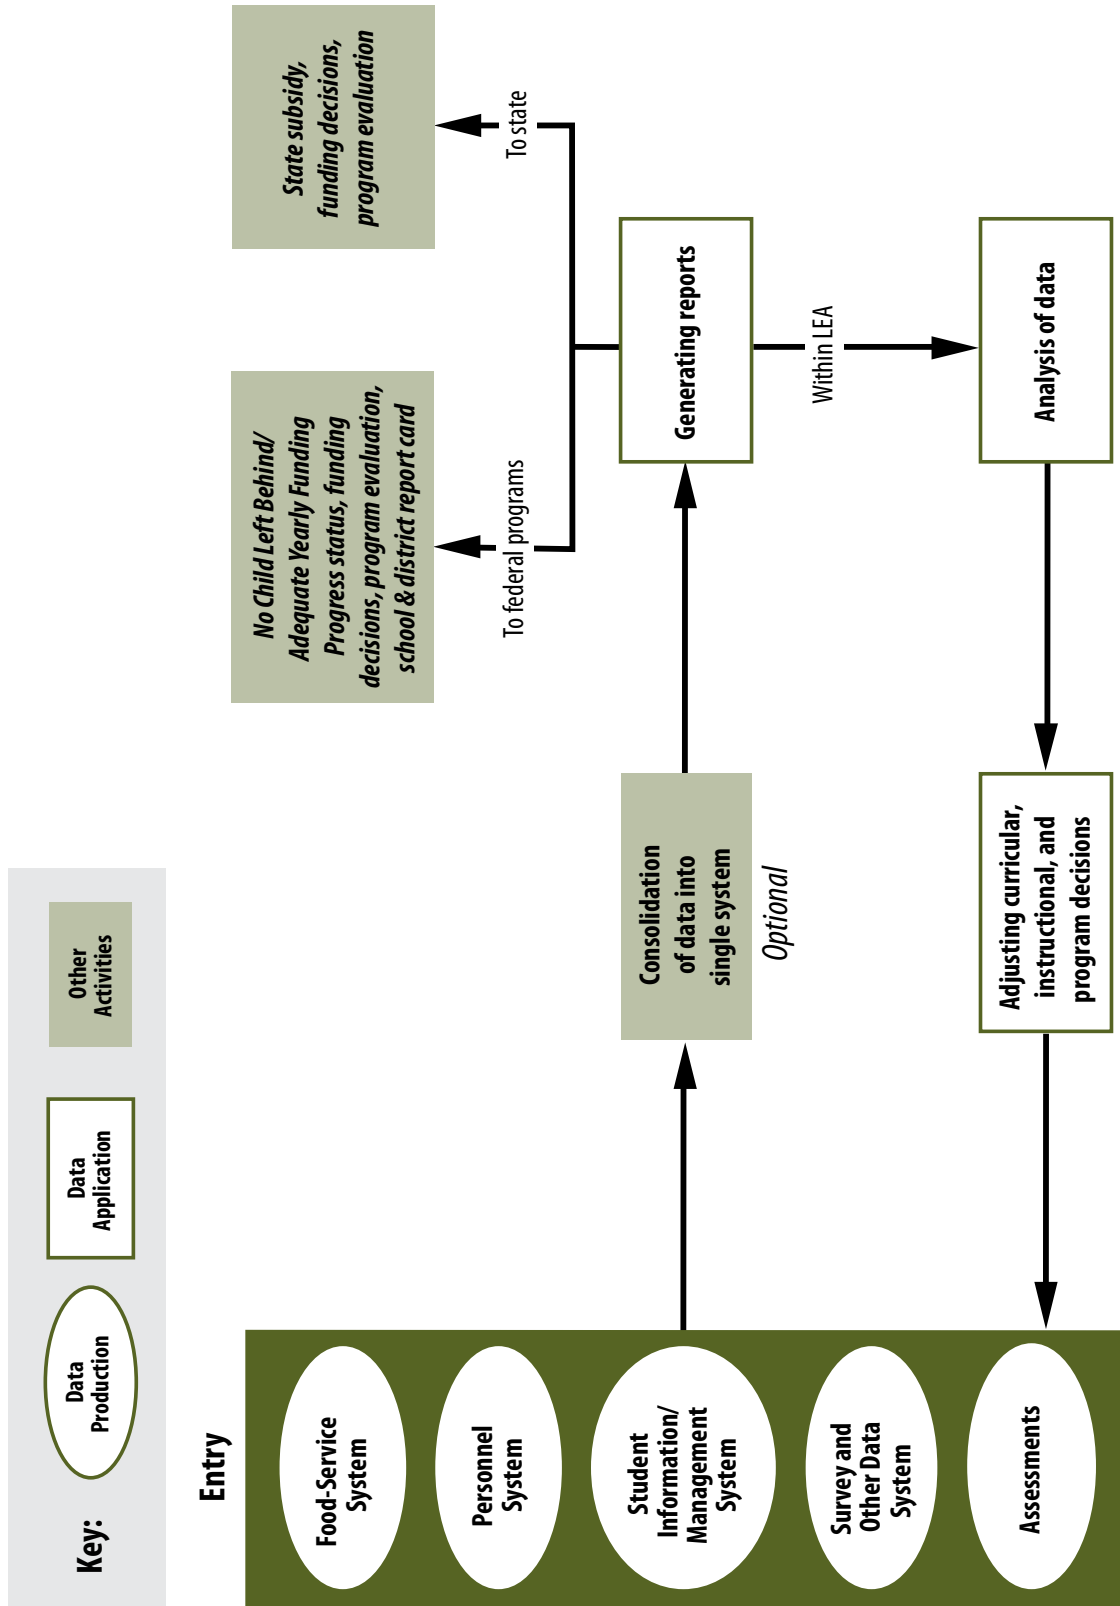 Key:
Data
Production
Data
Application
Other
Activities
Entry
Food-Service
System
Personnel
System
Student
Information/
Management
System
Survey and
Other Data
System
Assessments
Consolidation
of data into
single system
Optional
No Child Left Behind/
Adequate Yearly Funding
Progress status, funding
decisions, program evaluation,
school & district report card
To federal programs
State subsidy,
funding decisions,
program evaluation
To state
Generating reports
Within LEA
Analysis of data
Adjusting curricular,
instructional, and
program decisions